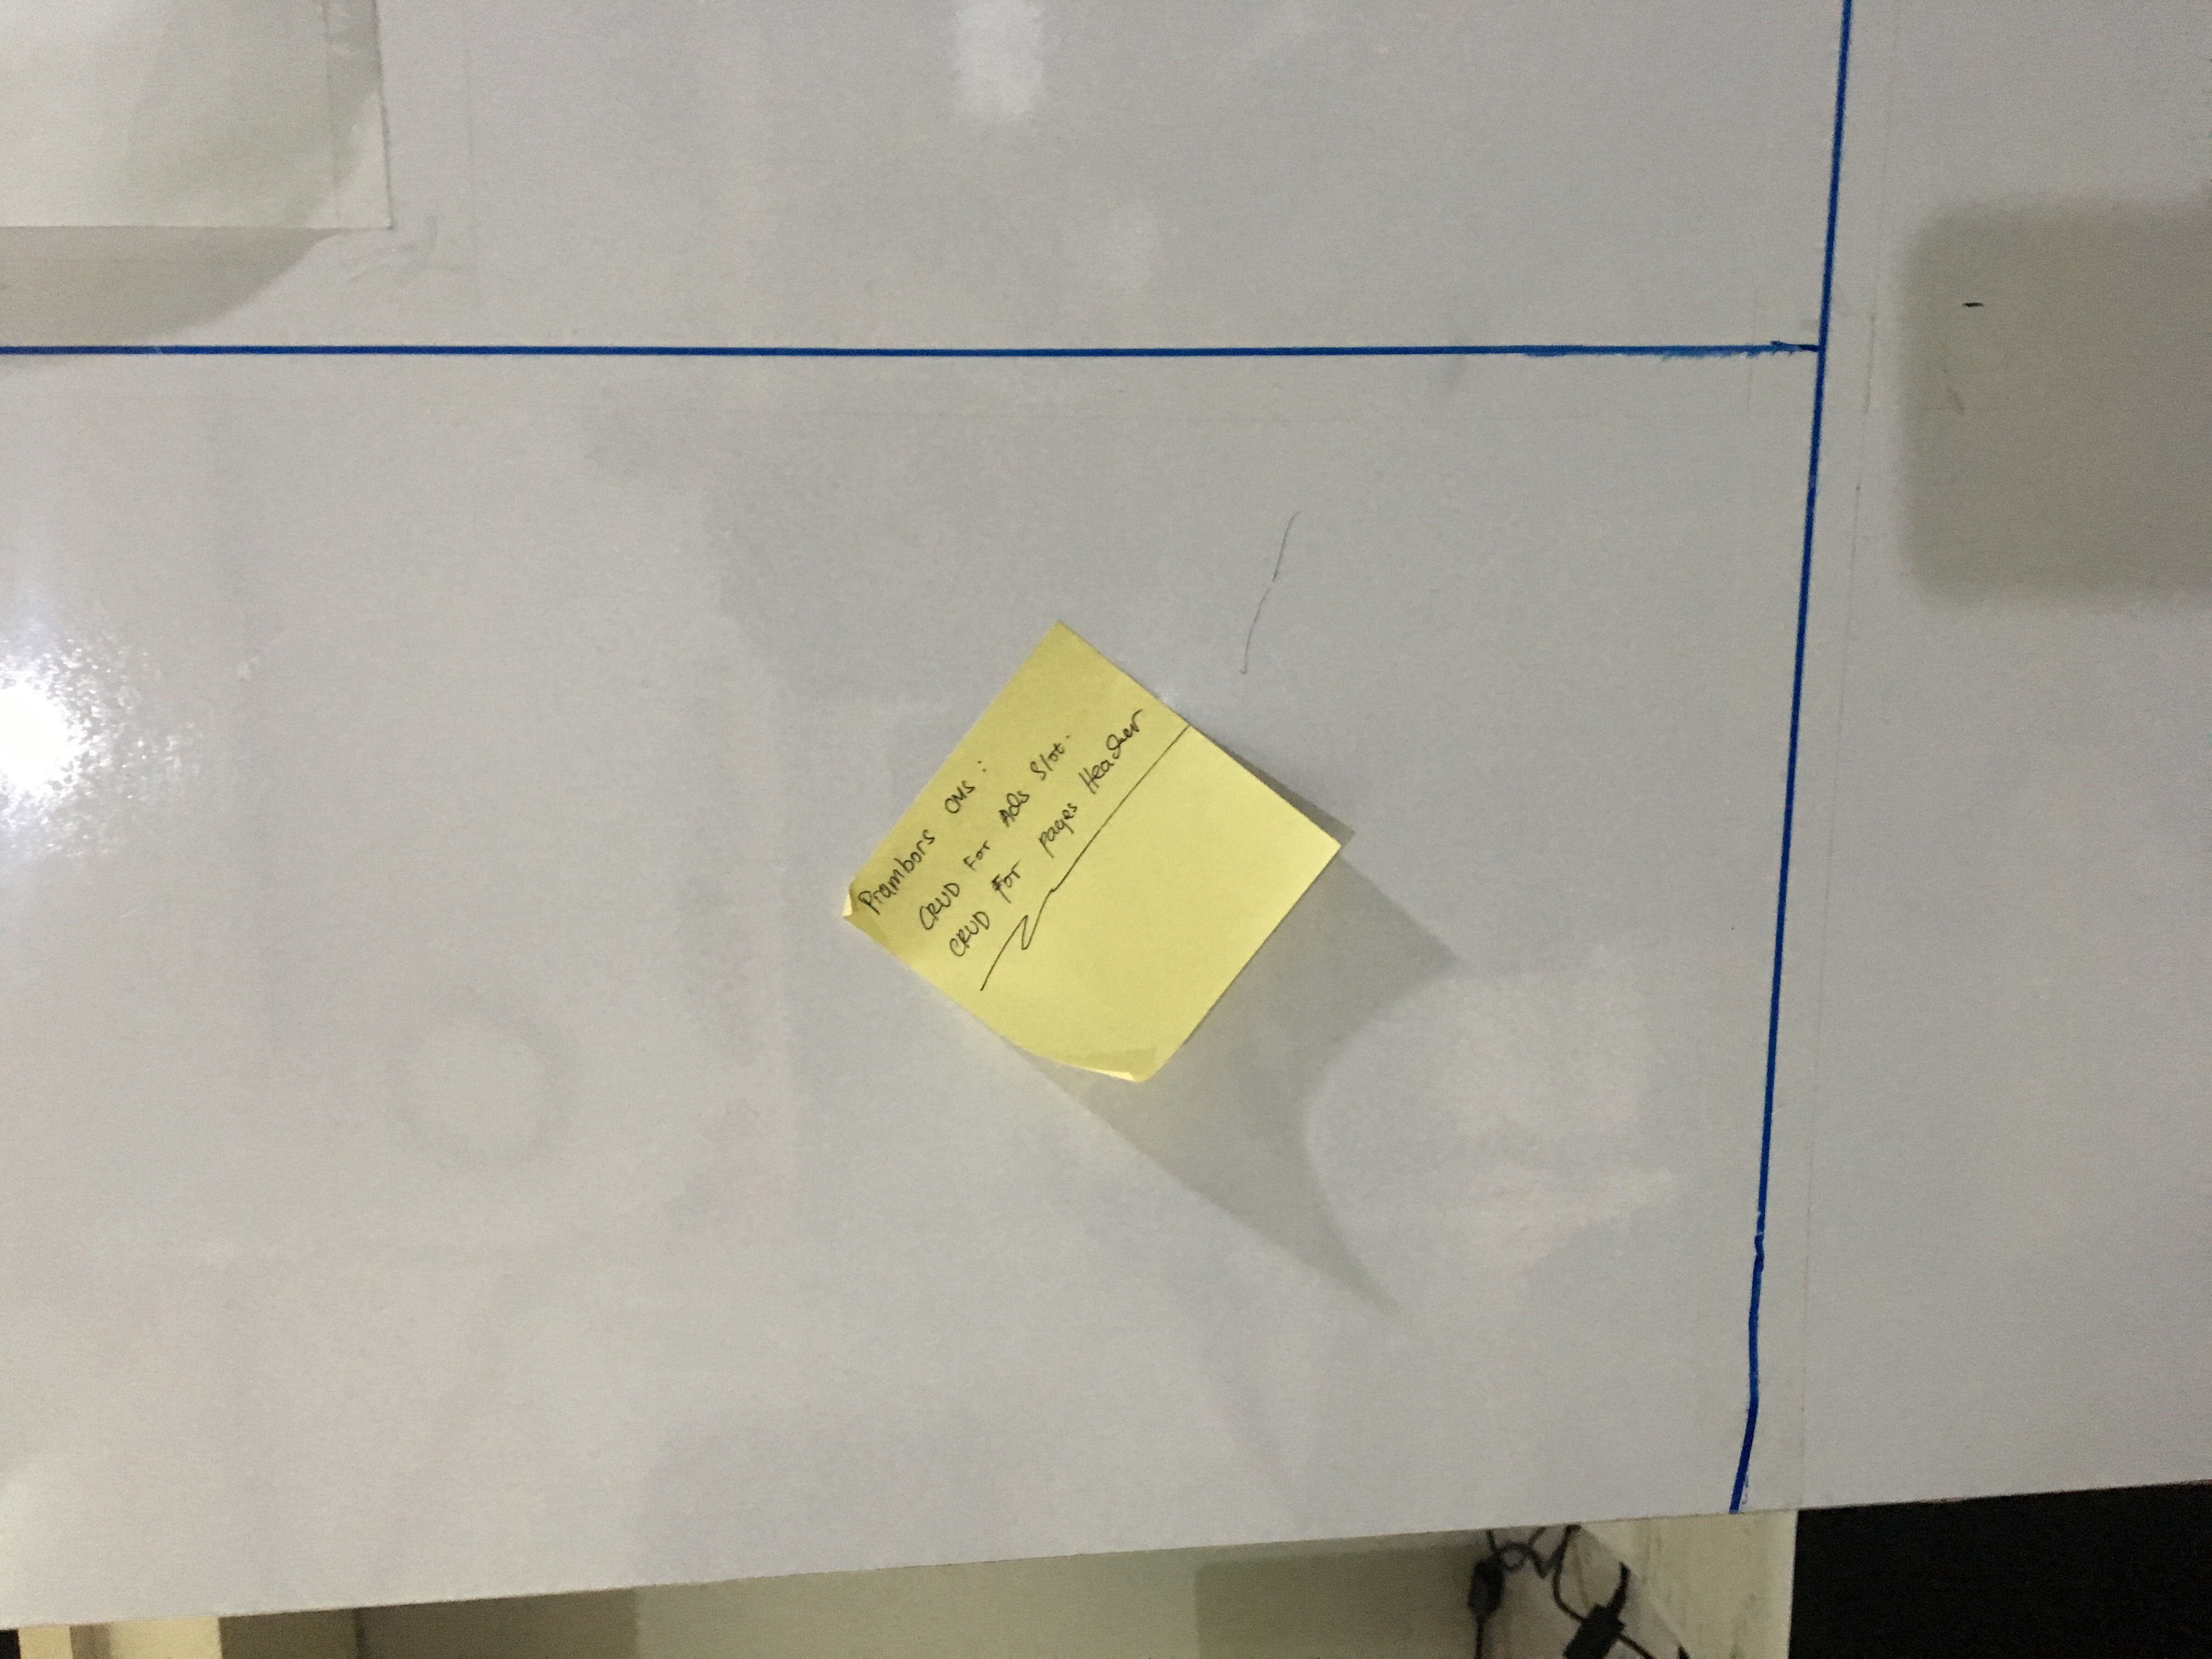 Prambors CMS :
CRUD For Ads Slot.
CRUD For pages Header